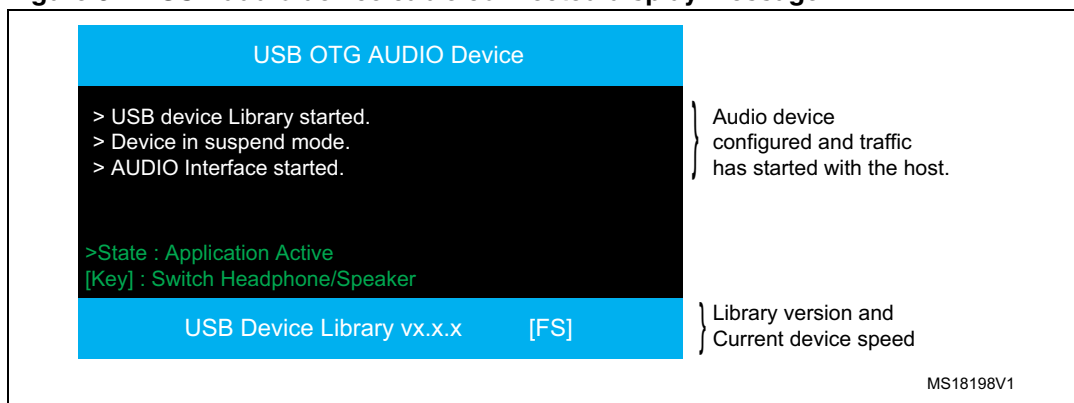 USB OTG AUDIO Device
> USB device Library started.
> Device in suspend mode.
> AUDIO Interface started.
Audio device
configured and traffic
has started with the host.
>State : Application Active
[Key] : Switch Headphone/Speaker
USB Device Library vx.x.x [FS]
Library version and
Current device speed
MS18198V1